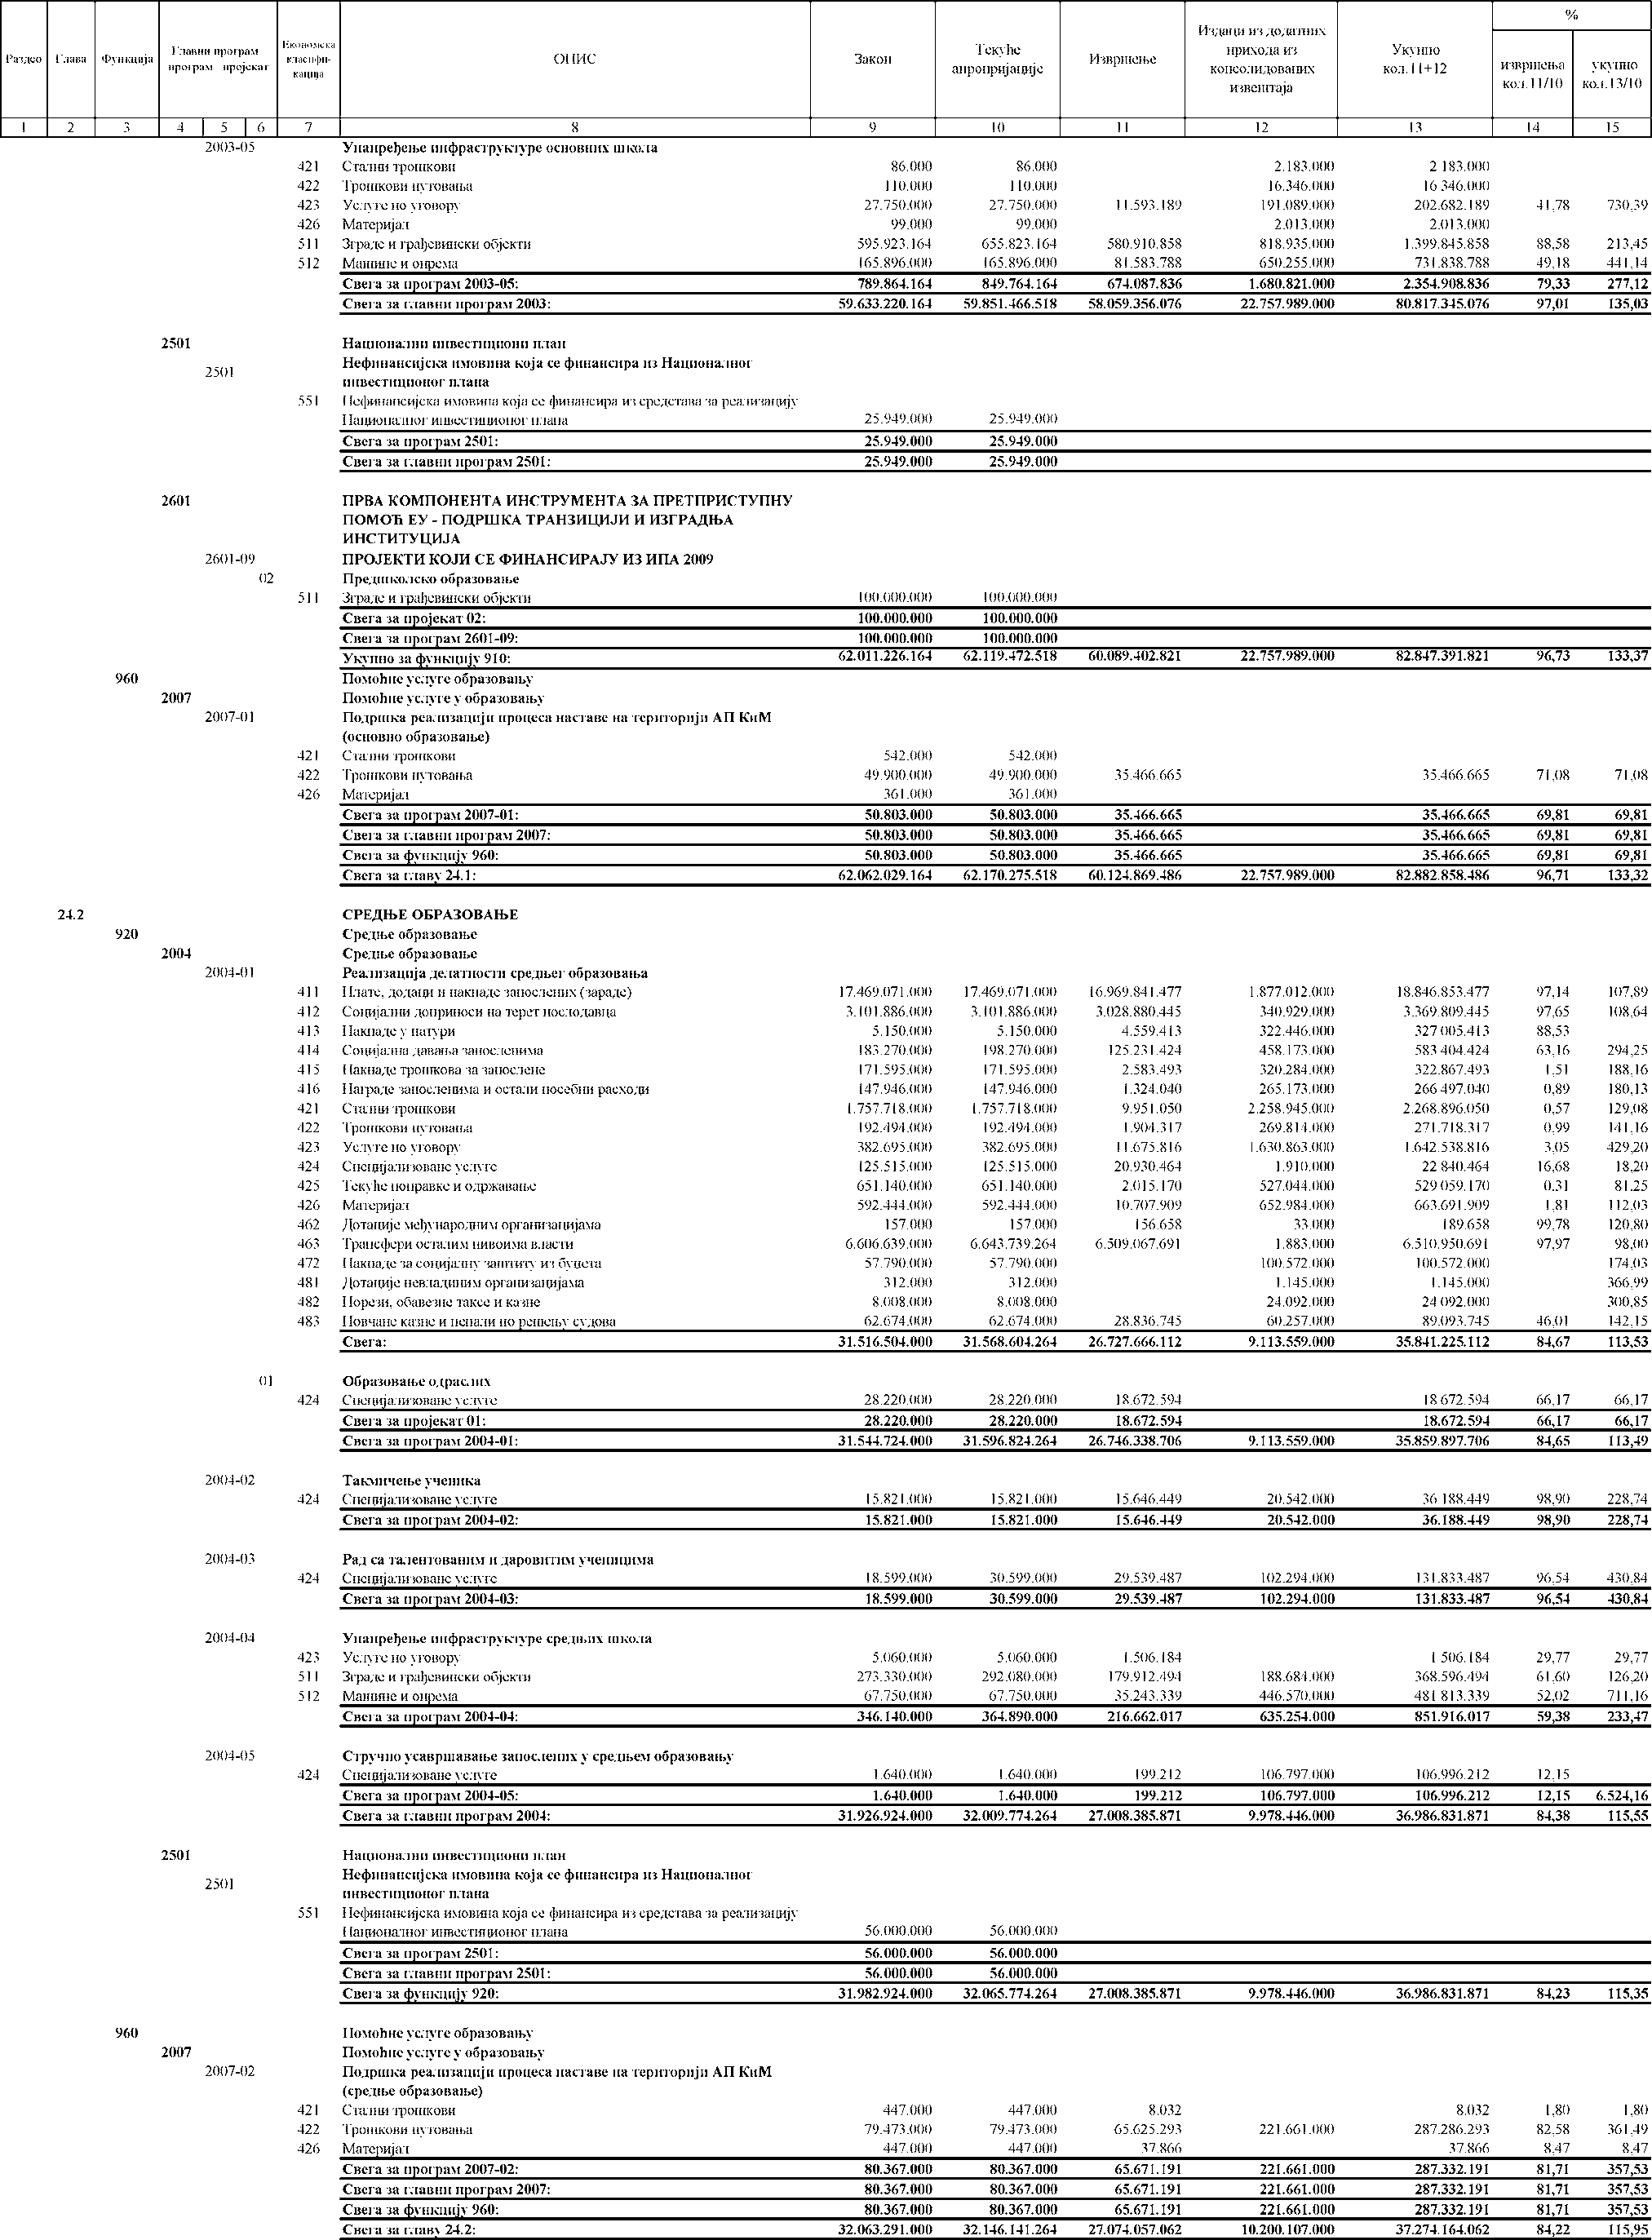 Раздео Глава Функција Главни програм програм пројекат Економска класифи-кација ОПИС Закон Текуће апропријације Извршење Издаци из додатних прихода из консолидованих извештаја Укупно кол.11+12 %
извршења кол.11/10 укупно кол.13/10
1 2 3 4 5 6 7 8 9 10 11 12 13 14 15
2003-05 Унапређење инфраструктуре основних школа
421 Стални трошкови 86.000 86.000 2.183.000 2.183.000
422 Трошкови путовања 110.000 110.000 16.346.000 16.346.000
423 Услуге по уговору 27.750.000 27.750.000 11.593.189 191.089.000 202.682.189 41,78 730,39
426 Материјал 99.000 99.000 2.013.000 2.013.000
511 Зграде и грађевински објекти 595.923.164 655.823.164 580.910.858 818.935.000 1.399.845.858 88,58 213,45
512 Машине и опрема 165.896.000 165.896.000 81.583.788 650.255.000 731.838.788 49,18 441,14
Свега за програм 2003-05: 789.864.164 849.764.164 674.087.836 1.680.821.000 2.354.908.836 79,33 277,12
Свега за главни програм 2003: 59.633.220.164 59.851.466.518 58.059.356.076 22.757.989.000 80.817.345.076 97,01 135,03
2501 Национални инвестициони план
2501 Нефинансијска имовина која се финансира из Националног
инвестиционог плана
551 Нефинансијска имовина која се финансира из средстава за реализацију
Националног инвестиционог плана 25.949.000 25.949.000
Свега за програм 2501: 25.949.000 25.949.000
Свега за главни програм 2501: 25.949.000 25.949.000
2601 ПРВА КОМПОНЕНТА ИНСТРУМЕНТА ЗА ПРЕТПРИСТУПНУ
ПОМОЋ ЕУ - ПОДРШКА ТРАНЗИЦИЈИ И ИЗГРАДЊА
ИНСТИТУЦИЈА
2601-09 ПРОЈЕКТИ КОЈИ СЕ ФИНАНСИРАЈУ ИЗ ИПА 2009
02 Предшколско образовање
511 Зграде и грађевински објекти 100.000.000 100.000.000
Свега за пројекат 02: 100.000.000 100.000.000
Свега за програм 2601-09: 100.000.000 100.000.000
Укупно за функцију 910: 62.011.226.164 62.119.472.518 60.089.402.821 22.757.989.000 82.847.391.821 96,73 133,37
960 Помоћне услуге образовању
2007 Помоћне услуге у образовању
2007-01 Подршка реализацији процеса наставе на територији АП КиМ
(основно образовање)
421 Стални трошкови 542.000 542.000
422 Трошкови путовања 49.900.000 49.900.000 35.466.665 35.466.665 71,08 71,08
426 Материјал 361.000 361.000
Свега за програм 2007-01: 50.803.000 50.803.000 35.466.665 35.466.665 69,81 69,81
Свега за главни програм 2007: 50.803.000 50.803.000 35.466.665 35.466.665 69,81 69,81
Свега за функцију 960: 50.803.000 50.803.000 35.466.665 35.466.665 69,81 69,81
Свега за главу 24.1: 62.062.029.164 62.170.275.518 60.124.869.486 22.757.989.000 82.882.858.486 96,71 133,32
24.2 СРЕДЊЕ ОБРАЗОВАЊЕ
920 Средње образовање
2004 Средње образовање
2004-01 Реализација делатности средњег образовања
411 Плате, додаци и накнаде запослених (зараде) 17.469.071.000 17.469.071.000 16.969.841.477 1.877.012.000 18.846.853.477 97,14 107,89
412 Социјални доприноси на терет послодавца 3.101.886.000 3.101.886.000 3.028.880.445 340.929.000 3.369.809.445 97,65 108,64
413 Накнаде у натури 5.150.000 5.150.000 4.559.413 322.446.000 327.005.413 88,53
414 Социјална давања запосленима 183.270.000 198.270.000 125.231.424 458.173.000 583.404.424 63,16 294,25
415 Накнаде трошкова за запослене 171.595.000 171.595.000 2.583.493 320.284.000 322.867.493 1,51 188,16
416 Награде запосленима и остали посебни расходи 147.946.000 147.946.000 1.324.040 265.173.000 266.497.040 0,89 180,13
421 Стални трошкови 1.757.718.000 1.757.718.000 9.951.050 2.258.945.000 2.268.896.050 0,57 129,08
422 Трошкови путовања 192.494.000 192.494.000 1.904.317 269.814.000 271.718.317 0,99 141,16
423 Услуге по уговору 382.695.000 382.695.000 11.675.816 1.630.863.000 1.642.538.816 3,05 429,20
424 Специјализоване услуге 125.515.000 125.515.000 20.930.464 1.910.000 22.840.464 16,68 18,20
425 Текуће поправке и одржавање 651.140.000 651.140.000 2.015.170 527.044.000 529.059.170 0,31 81,25
426 Материјал 592.444.000 592.444.000 10.707.909 652.984.000 663.691.909 1,81 112,03
462 Дотације међународним организацијама 157.000 157.000 156.658 33.000 189.658 99,78 120,80
463 Трансфери осталим нивоима власти 6.606.639.000 6.643.739.264 6.509.067.691 1.883.000 6.510.950.691 97,97 98,00
472 Накнаде за социјалну заштиту из буџета 57.790.000 57.790.000 100.572.000 100.572.000 174,03
481 Дотације невладиним организацијама 312.000 312.000 1.145.000 1.145.000 366,99
482 Порези, обавезне таксе и казне 8.008.000 8.008.000 24.092.000 24.092.000 300,85
483 Новчане казне и пенали по решењу судова 62.674.000 62.674.000 28.836.745 60.257.000 89.093.745 46,01 142,15
Свега: 31.516.504.000 31.568.604.264 26.727.666.112 9.113.559.000 35.841.225.112 84,67 113,53
01 Образовање одраслих
424 Специјализоване услуге 28.220.000 28.220.000 18.672.594 18.672.594 66,17 66,17
Свега за пројекат 01: 28.220.000 28.220.000 18.672.594 18.672.594 66,17 66,17
Свега за програм 2004-01: 31.544.724.000 31.596.824.264 26.746.338.706 9.113.559.000 35.859.897.706 84,65 113,49
2004-02 Такмичење ученика
424 Специјализоване услуге 15.821.000 15.821.000 15.646.449 20.542.000 36.188.449 98,90 228,74
Свега за програм 2004-02: 15.821.000 15.821.000 15.646.449 20.542.000 36.188.449 98,90 228,74
2004-03 Рад са талентованим и даровитим ученицима
424 Специјализоване услуге 18.599.000 30.599.000 29.539.487 102.294.000 131.833.487 96,54 430,84
Свега за програм 2004-03: 18.599.000 30.599.000 29.539.487 102.294.000 131.833.487 96,54 430,84
2004-04 Унапређење инфраструктуре средњих школа
423 Услуге по уговору 5.060.000 5.060.000 1.506.184 1.506.184 29,77 29,77
511 Зграде и грађевински објекти 273.330.000 292.080.000 179.912.494 188.684.000 368.596.494 61,60 126,20
512 Машине и опрема 67.750.000 67.750.000 35.243.339 446.570.000 481.813.339 52,02 711,16
Свега за програм 2004-04: 346.140.000 364.890.000 216.662.017 635.254.000 851.916.017 59,38 233,47
2004-05 Стручно усавршавање запослених у средњем образовању
424 Специјализоване услуге 1.640.000 1.640.000 199.212 106.797.000 106.996.212 12,15
Свега за програм 2004-05: 1.640.000 1.640.000 199.212 106.797.000 106.996.212 12,15 6.524,16
Свега за главни програм 2004: 31.926.924.000 32.009.774.264 27.008.385.871 9.978.446.000 36.986.831.871 84,38 115,55
2501 Национални инвестициони план
2501 Нефинансијска имовина која се финансира из Националног
инвестиционог плана
551 Нефинансијска имовина која се финансира из средстава за реализацију
Националног инвестиционог плана 56.000.000 56.000.000
Свега за програм 2501: 56.000.000 56.000.000
Свега за главни програм 2501: 56.000.000 56.000.000
Свега за функцију 920: 31.982.924.000 32.065.774.264 27.008.385.871 9.978.446.000 36.986.831.871 84,23 115,35
960 Помоћне услуге образовању
2007 Помоћне услуге у образовању
2007-02 Подршка реализацији процеса наставе на територији АП КиМ
(средње образовање)
421 Стални трошкови 447.000 447.000 8.032 8.032 1,80 1,80
422 Трошкови путовања 79.473.000 79.473.000 65.625.293 221.661.000 287.286.293 82,58 361,49
426 Материјал 447.000 447.000 37.866 37.866 8,47 8,47
Свега за програм 2007-02: 80.367.000 80.367.000 65.671.191 221.661.000 287.332.191 81,71 357,53
Свега за главни програм 2007: 80.367.000 80.367.000 65.671.191 221.661.000 287.332.191 81,71 357,53
Свега за функцију 960: 80.367.000 80.367.000 65.671.191 221.661.000 287.332.191 81,71 357,53
Свега за главу 24.2: 32.063.291.000 32.146.141.264 27.074.057.062 10.200.107.000 37.274.164.062 84,22 115,95